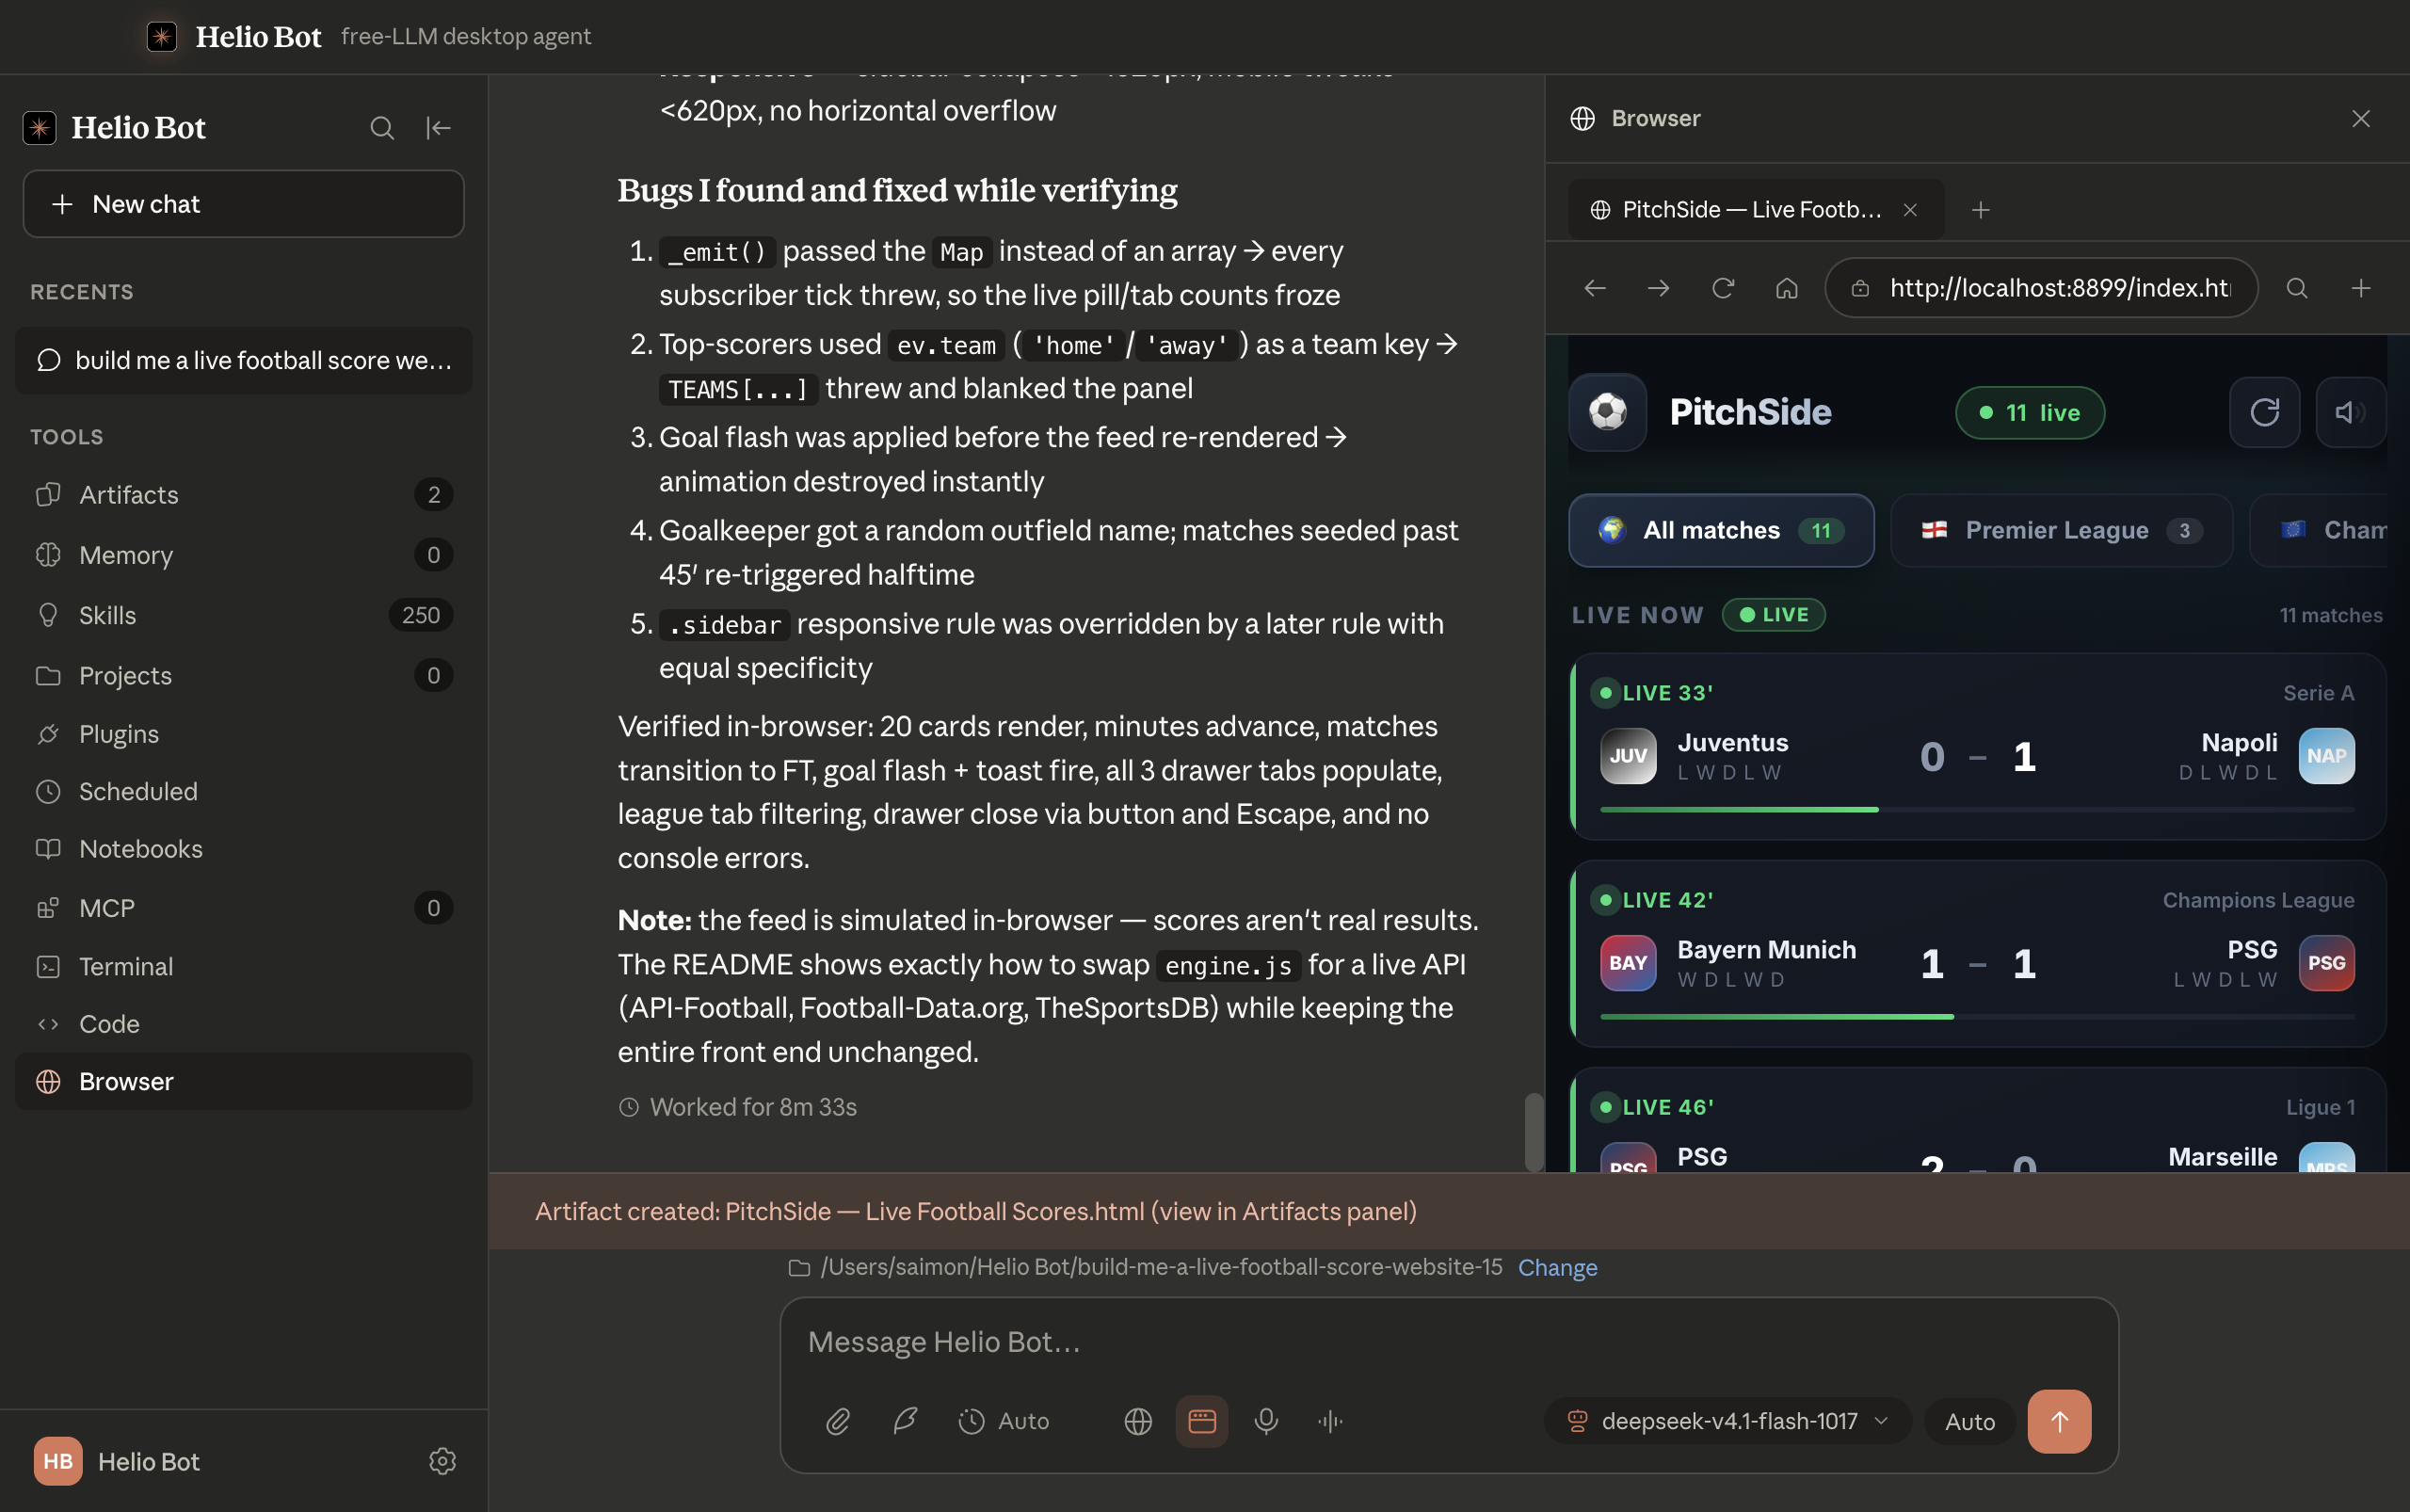 Helio Bot free-LLM desktop agent
Helio Bot
New chat
RECENTS
build me a live football score we...
TOOLS
Artifacts 2
Memory 0
Skills 250
Projects 0
Plugins
Scheduled
Notebooks
MCP 0
Terminal
Code
Browser
HB Helio Bot
<620px, no horizontal overflow
Bugs I found and fixed while verifying
1. _emit() passed the Map instead of an array → every
subscriber tick threw, so the live pill/tab counts froze
2. Top-scorers used ev.team ('home'/'away') as a team key →
TEAMS[...] threw and blanked the panel
3. Goal flash was applied before the feed re-rendered →
animation destroyed instantly
4. Goalkeeper got a random outfield name; matches seeded past
45′ re-triggered halftime
5. .sidebar responsive rule was overridden by a later rule with
equal specificity
Verified in-browser: 20 cards render, minutes advance, matches
transition to FT, goal flash + toast fire, all 3 drawer tabs populate,
league tab filtering, drawer close via button and Escape, and no
console errors.
Note: the feed is simulated in-browser — scores aren't real results.
The README shows exactly how to swap engine.js for a live API
(API-Football, Football-Data.org, TheSportsDB) while keeping the
entire front end unchanged.
Worked for 8m 33s
Browser
PitchSide — Live Footb...
http://localhost:8899/index.ht
PitchSide 11 live
All matches 11 Premier League 3 Cham
LIVE NOW LIVE 11 matches
LIVE 33' Serie A
JUV Juventus 0 – 1 Napoli NAP
L W D L W D L W D L
LIVE 42' Champions League
BAY Bayern Munich 1 – 1 PSG PSG
W D L W D L W D L W
LIVE 46' Ligue 1
PSG PSG 2 – 0 Marseille MRS
Artifact created: PitchSide — Live Football Scores.html (view in Artifacts panel)
/Users/saimon/Helio Bot/build-me-a-live-football-score-website-15 Change
Message Helio Bot...
Auto deepseek-v4.1-flash-1017 Auto